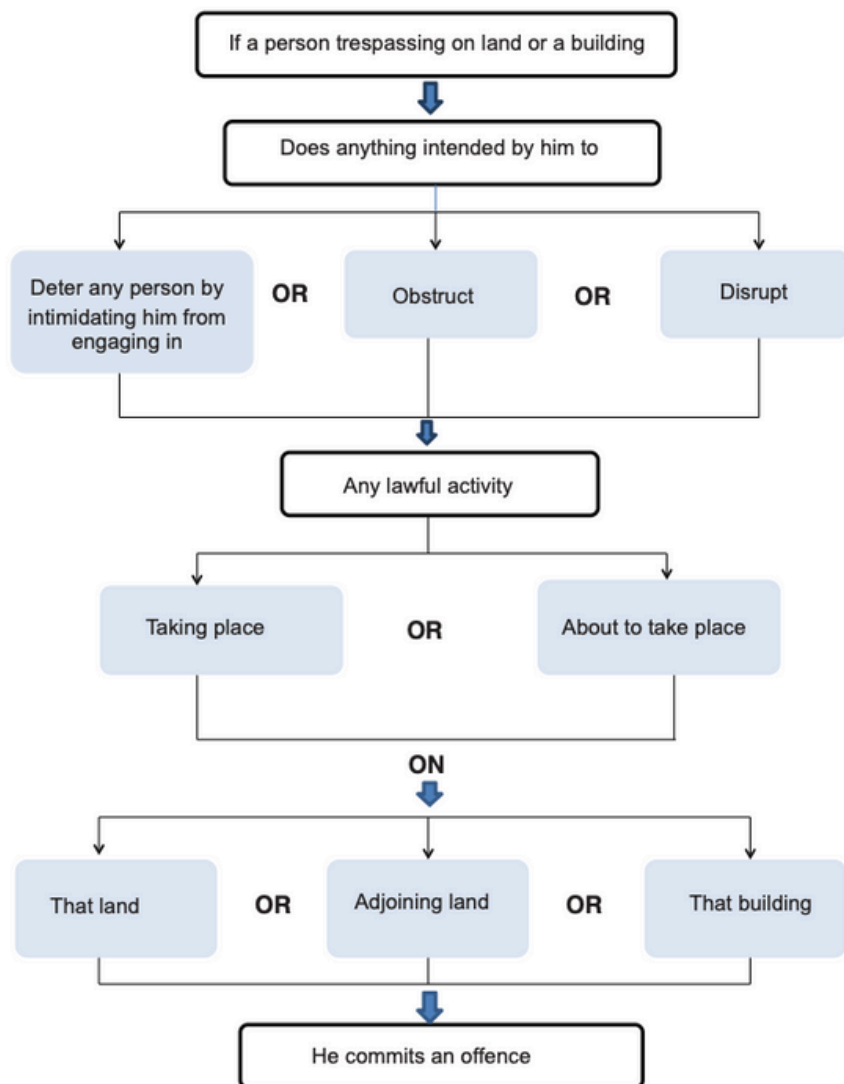 If a person trespassing on land or a building
Does anything intended by him to
Deter any person by
intimidating him from
engaging in
OR
Obstruct
OR
Disrupt
Any lawful activity
Taking place
OR
About to take place
ON
That land
OR
Adjoining land
OR
That building
He commits an offence